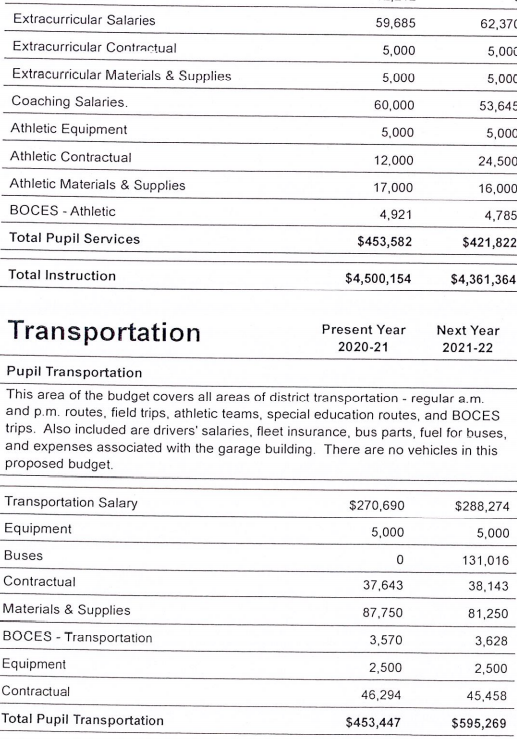 Extracurricular Salaries 59,685 62,370
Extracurricular Contractual 5,000 5,000
Extracurricular Materials & Supplies 5,000 5,000
Coaching Salaries. 60,000 53,645
Athletic Equipment 5,000 5,000
Athletic Contractual 12,000 24,500
Athletic Materials & Supplies 17,000 16,000
BOCES - Athletic 4,921 4,785
Total Pupil Services $453,582 $421,822
Total Instruction $4,500,154 $4,361,364
Transportation Present Year Next Year
2020-21 2021-22
Pupil Transportation
This area of the budget covers all areas of district transportation - regular a.m.
and p.m. routes, field trips, athletic teams, special education routes, and BOCES
trips. Also included are drivers' salaries, fleet insurance, bus parts, fuel for buses,
and expenses associated with the garage building. There are no vehicles in this
proposed budget.
Transportation Salary $270,690 $288,274
Equipment 5,000 5,000
Buses 0 131,016
Contractual 37,643 38,143
Materials & Supplies 87,750 81,250
BOCES - Transportation 3,570 3,628
Equipment 2,500 2,500
Contractual 46,294 45,458
Total Pupil Transportation $453,447 $595,269